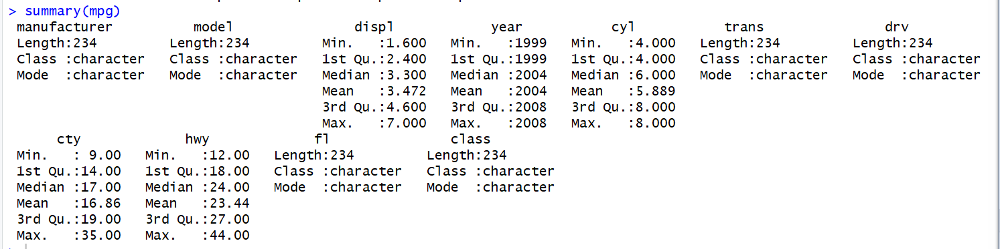 > summary(mpg)
manufacturer model displ year cyl trans drv
Length:234 Length:234 Min. :1.600 Min. :1999 Min. :4.000 Length:234 Length:234
Class :character Class :character 1st Qu.:2.400 1st Qu.:1999 1st Qu.:4.000 Class :character Class :character
Mode :character Mode :character Median :3.300 Median :2004 Median :6.000 Mode :character Mode :character
Mean :3.472 Mean :2004 Mean :5.889
3rd Qu.:4.600 3rd Qu.:2008 3rd Qu.:8.000
Max. :7.000 Max. :2008 Max. :8.000
cty hwy fl class
Min. : 9.00 Min. :12.00 Length:234 Length:234
1st Qu.:14.00 1st Qu.:18.00 Class :character Class :character
Median :17.00 Median :24.00 Mode :character Mode :character
Mean :16.86 Mean :23.44
3rd Qu.:19.00 3rd Qu.:27.00
Max. :35.00 Max. :44.00